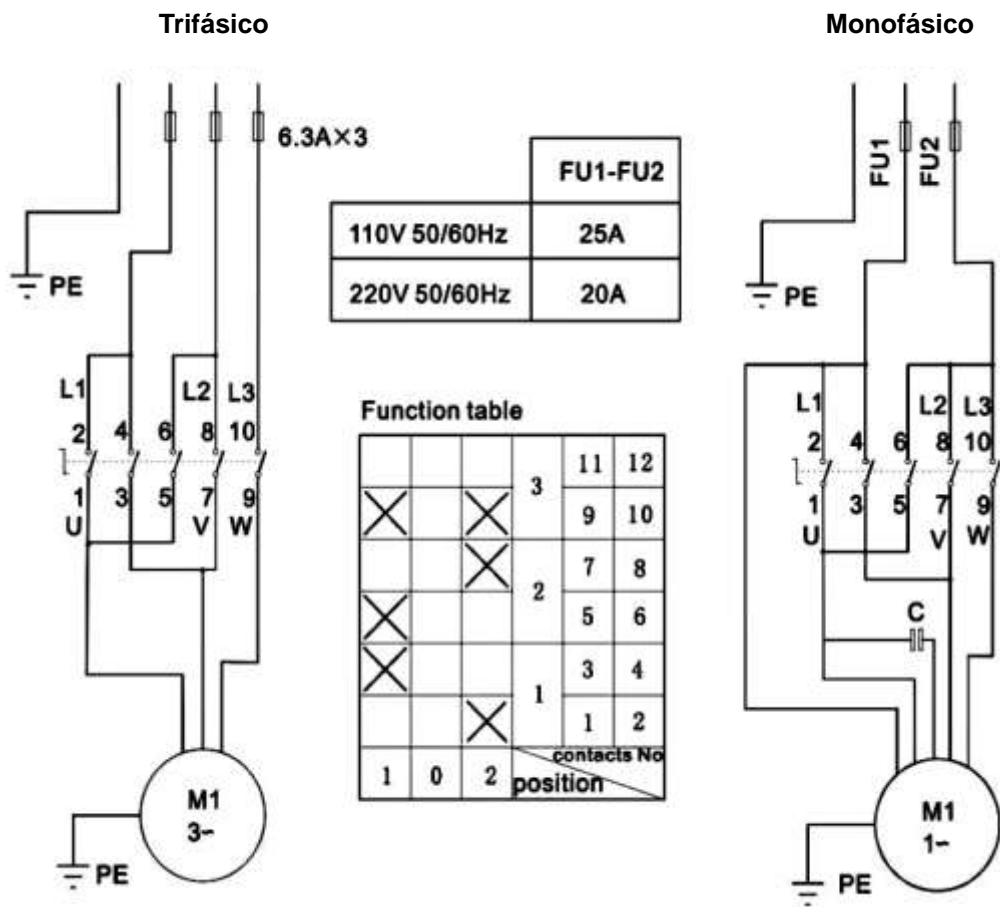 Trifásico
Monofásico
6.3A×3
PE
L1 L2 L3
2 4 6 8 10
1 3 5 7 9
U V W
M1
3~
PE
FU1-FU2
110V 50/60Hz 25A
220V 50/60Hz 20A
Function table
3 11 12
9 10
2 7 8
5 6
1 3 4
1 2
contacts No
1 0 2 position
FU1 FU2
PE
L1 L2 L3
2 4 6 8 10
1 3 5 7 9
U V W
C
M1
1~
PE